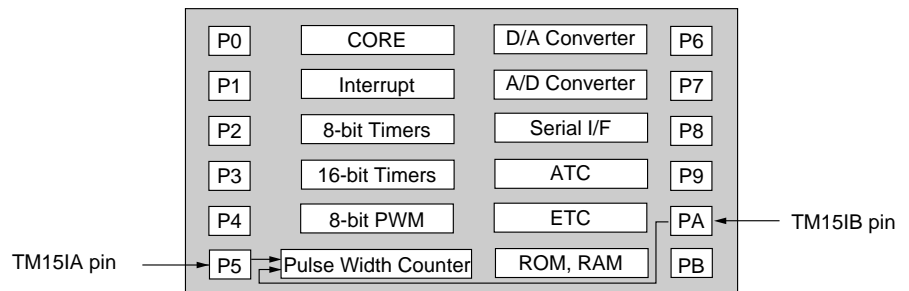 P0 CORE D/A Converter P6
P1 Interrupt A/D Converter P7
P2 8-bit Timers Serial I/F P8
P3 16-bit Timers ATC P9
P4 8-bit PWM ETC PA TM15IB pin
TM15IA pin P5 Pulse Width Counter ROM, RAM PB